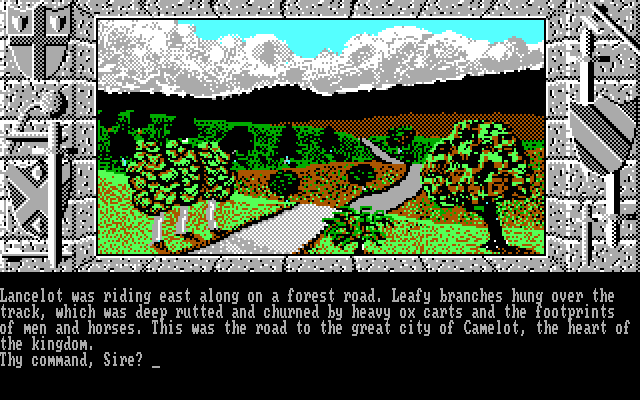 Lancelot was riding east along on a forest road. Leafy branches hung over the
track, which was deep rutted and churned by heavy ox carts and the footprints
of men and horses. This was the road to the great city of Camelot, the heart of
the kingdom.
Thy command, Sire? _